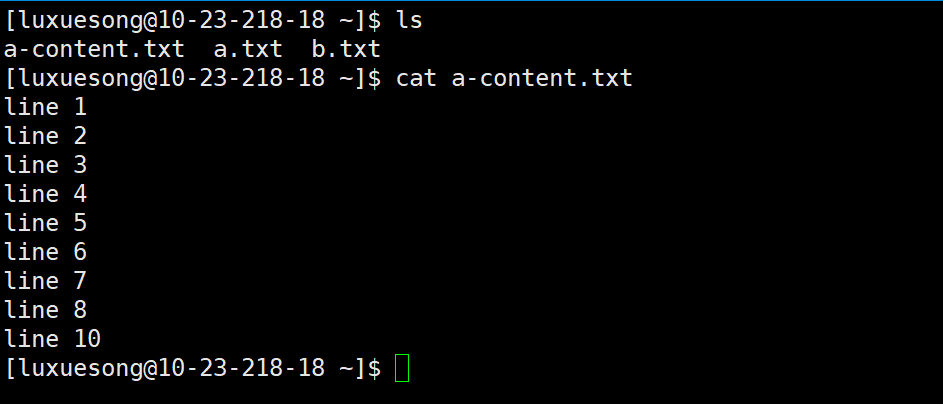 [luxuesong@10-23-218-18 ~]$ ls
a-content.txt  a.txt  b.txt
[luxuesong@10-23-218-18 ~]$ cat a-content.txt
line 1
line 2
line 3
line 4
line 5
line 6
line 7
line 8
line 10
[luxuesong@10-23-218-18 ~]$